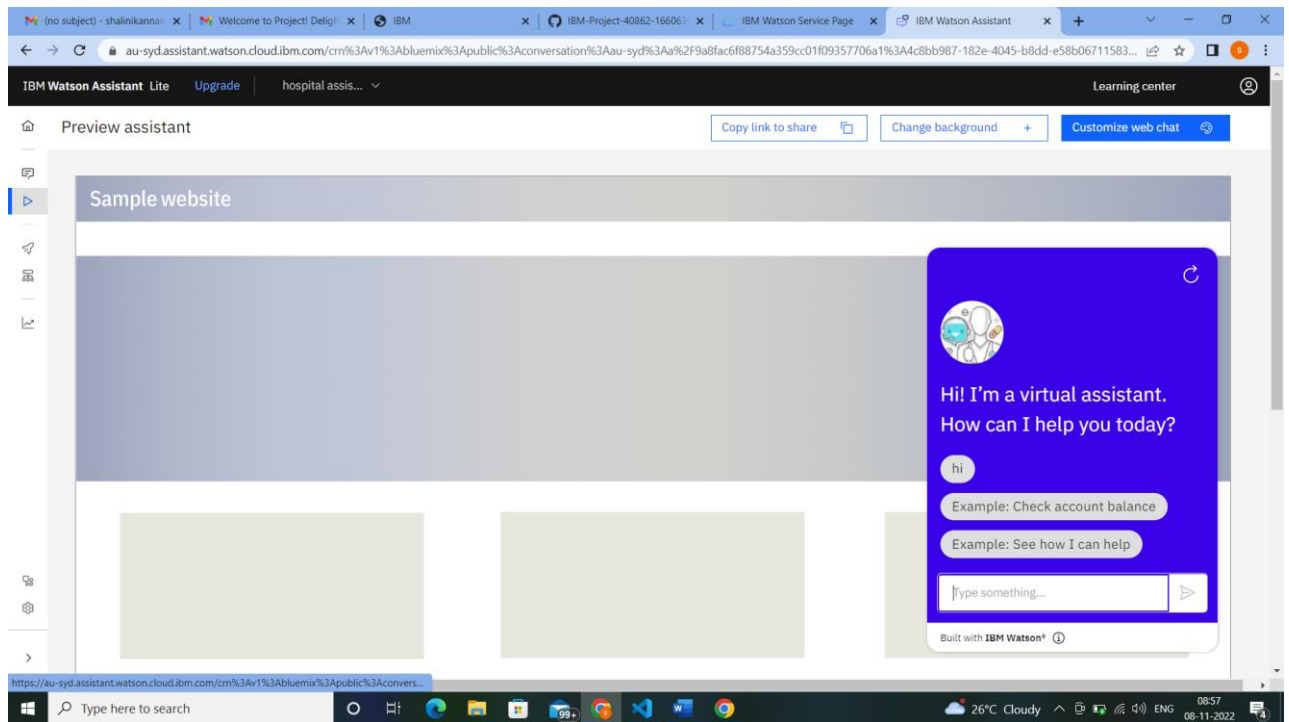 (no subject) - shalinikannan
Welcome to Project! Deligh
IBM
IBM-Project-40862-166063
IBM Watson Service Page
IBM Watson Assistant
au-syd.assistant.watson.cloud.ibm.com/crn%3Av1%3Abluemix%3Apublic%3Aconversation%3Aau-syd%3Aa%2F9a8fac6f88754a359cc01f09357706a1%3A4c8bb987-182e-4045-b8dd-e58b06711583...
s
IBM Watson Assistant Lite Upgrade hospital assis... Learning center
Preview assistant
Copy link to share
Change background +
Customize web chat
Sample website
Hi! I'm a virtual assistant.
How can I help you today?
hi
Example: Check account balance
Example: See how I can help
Type something...
Built with IBM Watson®
https://au-syd.assistant.watson.cloud.ibm.com/crn%3Av1%3Abluemix%3Apublic%3Aconvers...
Type here to search
99+
26°C Cloudy
ENG
08:57
08-11-2022
4